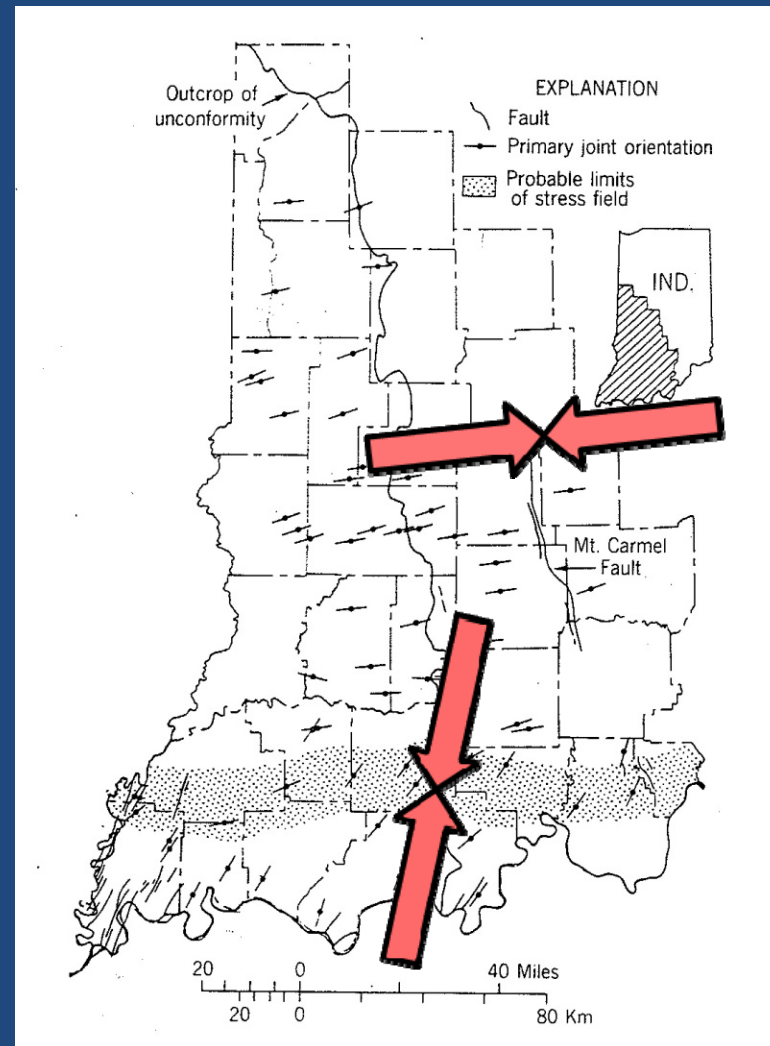 Outcrop of
unconformity
EXPLANATION
Fault
Primary joint orientation
Probable limits
of stress field
IND.
Mt. Carmel
Fault
20 0 40 Miles
20 0 80 Km